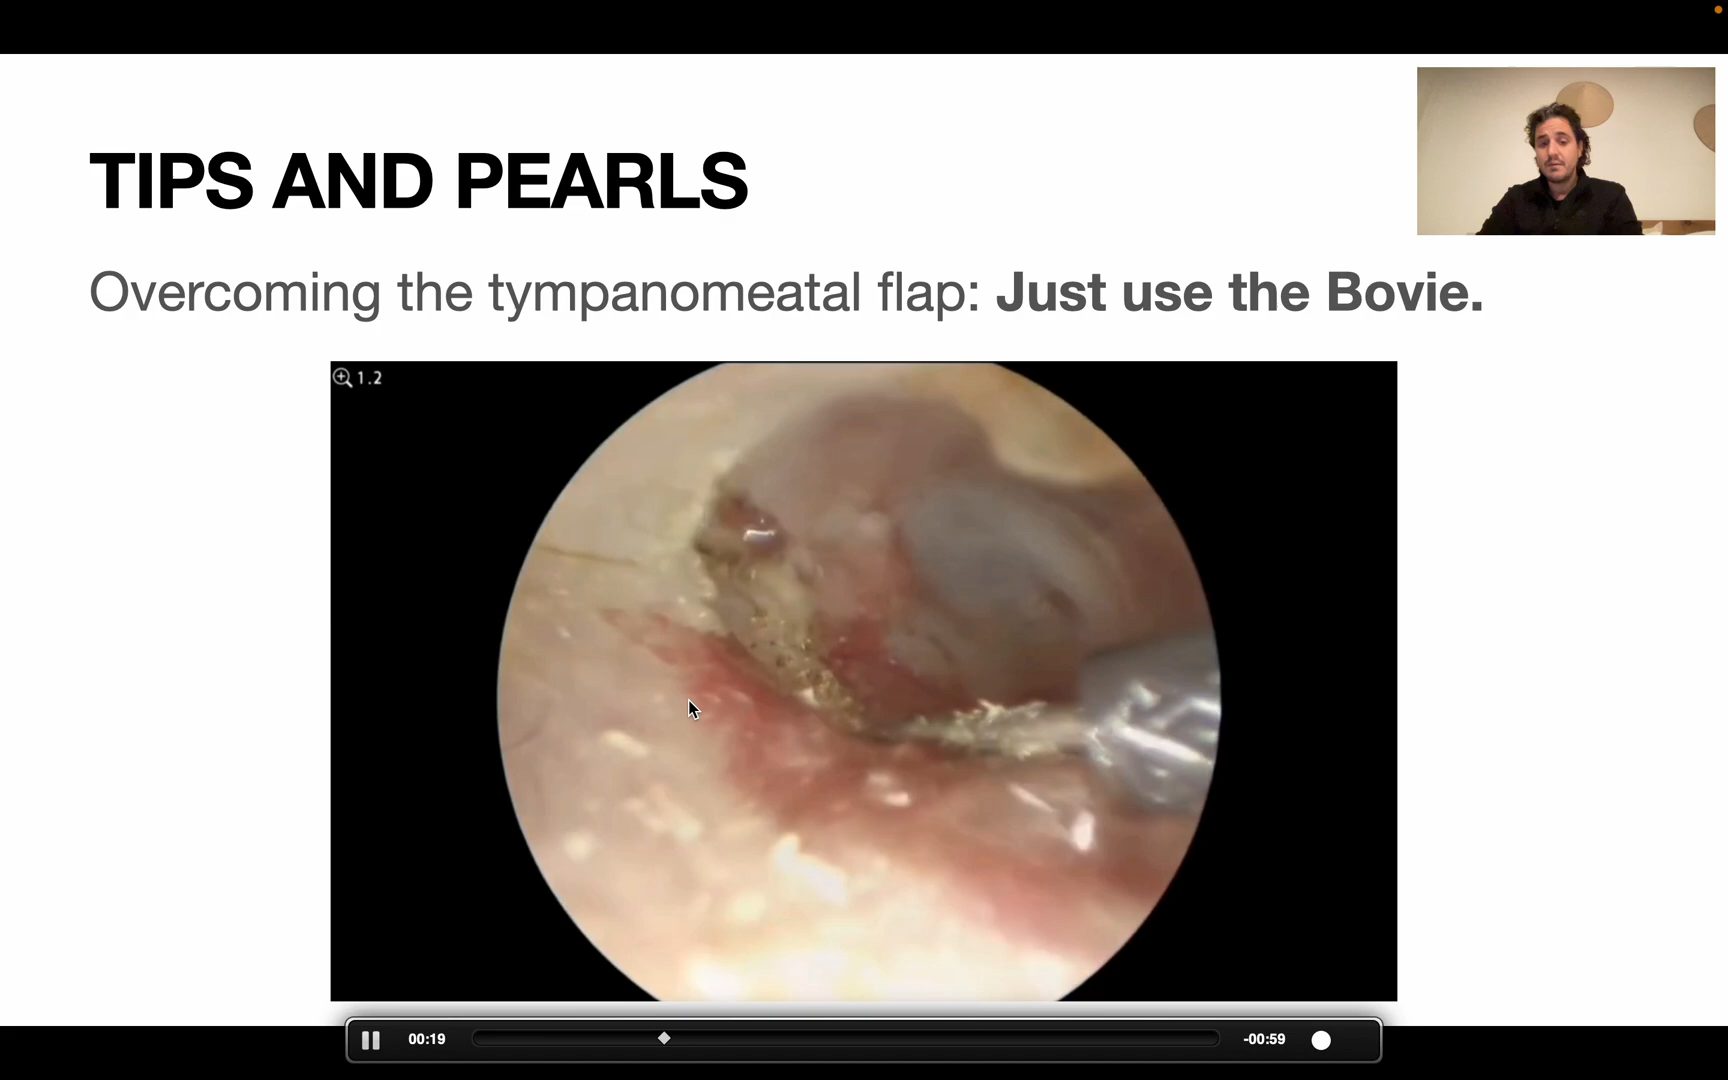 TIPS AND PEARLS
Overcoming the tympanomeatal flap: Just use the Bovie.
1.2
00:19
-00:59